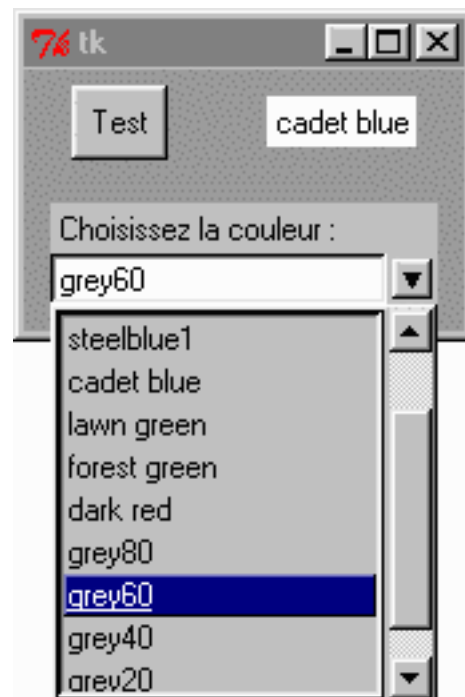 tk
Test
cadet blue
Choisissez la couleur :
grey60
steelblue1
cadet blue
lawn green
forest green
dark red
grey80
grey60
grey40
grey20